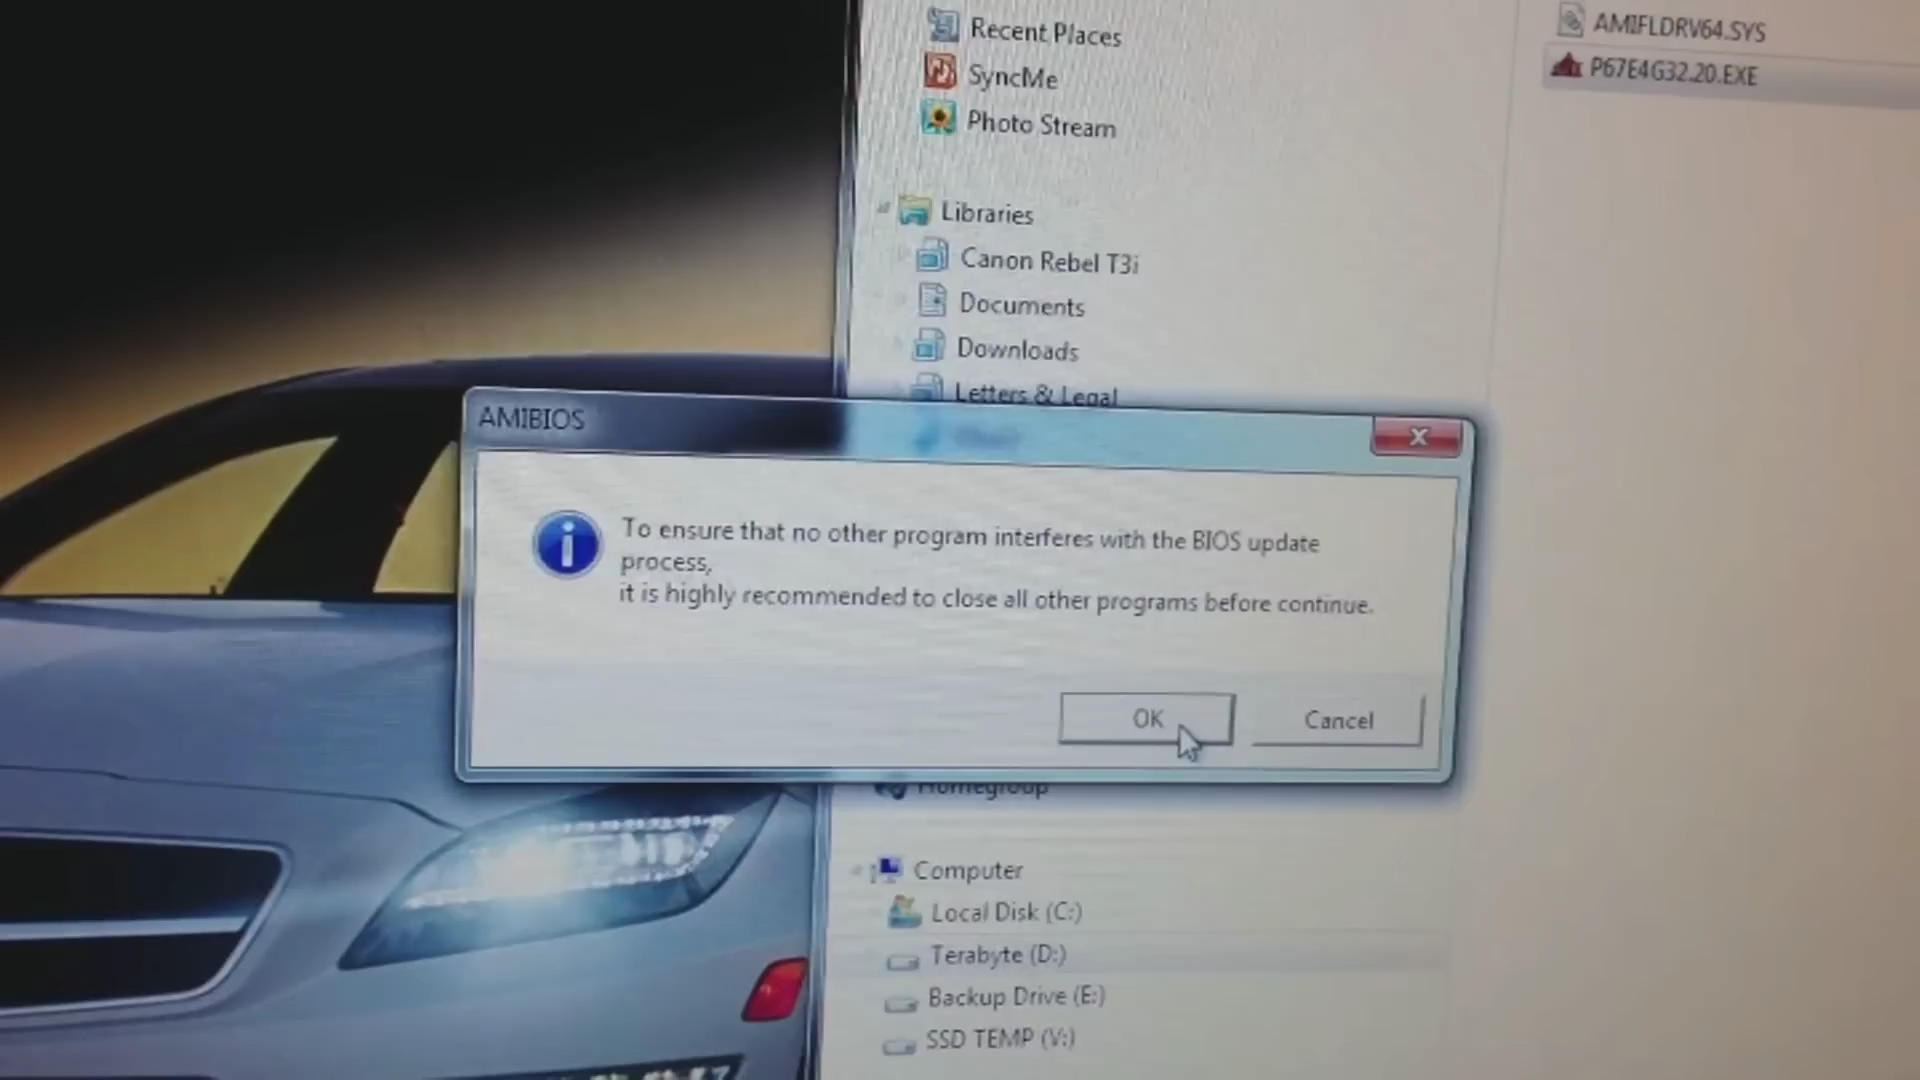 Recent Places
SyncMe
Photo Stream
Libraries
Canon Rebel T3i
Documents
Downloads
Letters & Legal
AMIFLDRV64.SYS
P67E4G32.20.EXE
AMIBIOS
To ensure that no other program interferes with the BIOS update
process,
it is highly recommended to close all other programs before continue.
OK
Cancel
Homegroup
Computer
Local Disk (C:)
Terabyte (D:)
Backup Drive (E:)
SSD TEMP (V:)